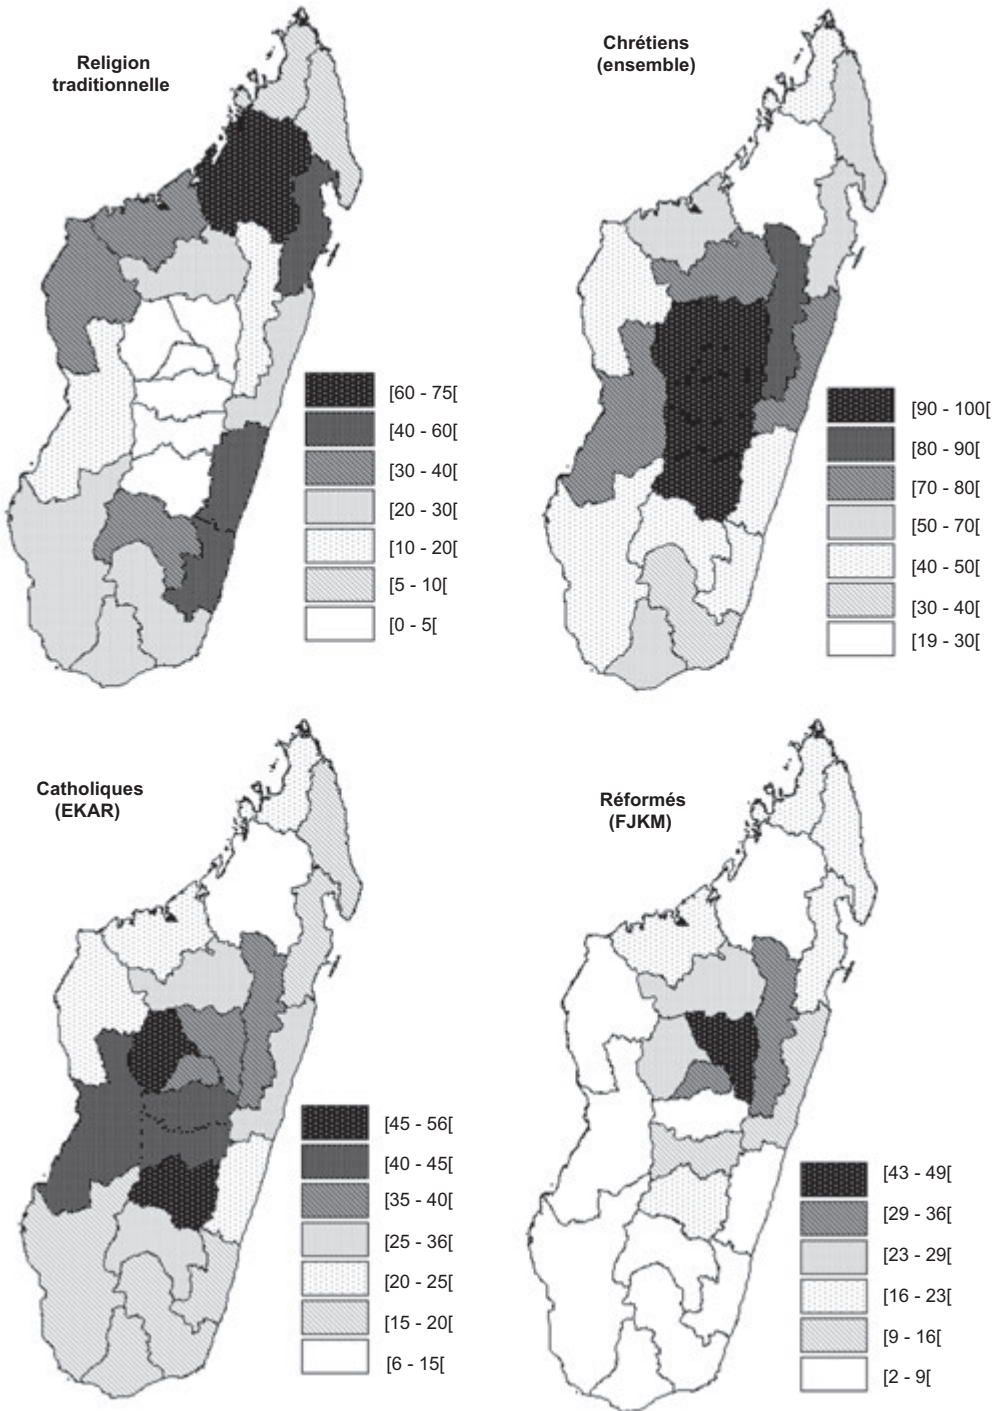 Religion
traditionnelle
[60 - 75[
[40 - 60[
[30 - 40[
[20 - 30[
[10 - 20[
[5 - 10[
[0 - 5[
Chrétiens
(ensemble)
[90 - 100[
[80 - 90[
[70 - 80[
[50 - 70[
[40 - 50[
[30 - 40[
[19 - 30[
Catholiques
(EKAR)
[45 - 56[
[40 - 45[
[35 - 40[
[25 - 36[
[20 - 25[
[15 - 20[
[6 - 15[
Réformés
(FJKM)
[43 - 49[
[29 - 36[
[23 - 29[
[16 - 23[
[9 - 16[
[2 - 9[